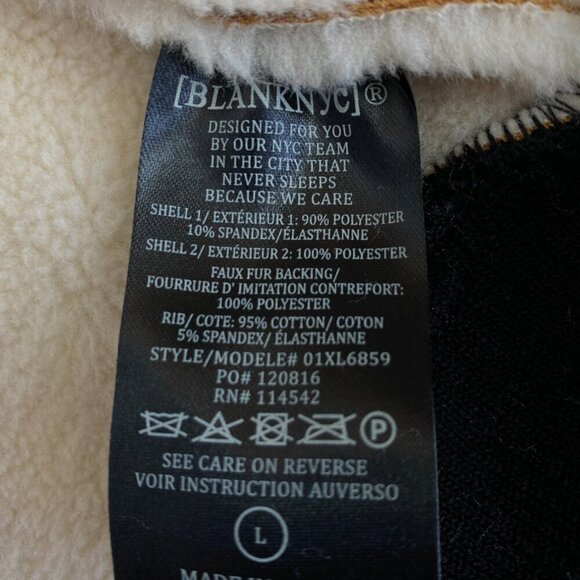 [BLANKNYC]®
DESIGNED FOR YOU
BY OUR NYC TEAM
IN THE CITY THAT
NEVER SLEEPS
BECAUSE WE CARE
SHELL 1/ EXTÉRIEUR 1: 90% POLYESTER
10% SPANDEX/ÉLASTHANNE
SHELL 2/ EXTÉRIEUR 2: 100% POLYESTER
FAUX FUR BACKING/
FOURRURE D' IMITATION CONTREFORT:
100% POLYESTER
RIB/ COTE: 95% COTTON/ COTON
5% SPANDEX/ ÉLASTHANNE
STYLE/MODELE# 01XL6859
PO# 120816
RN# 114542
P
SEE CARE ON REVERSE
VOIR INSTRUCTION AUVERSO
L
MADE